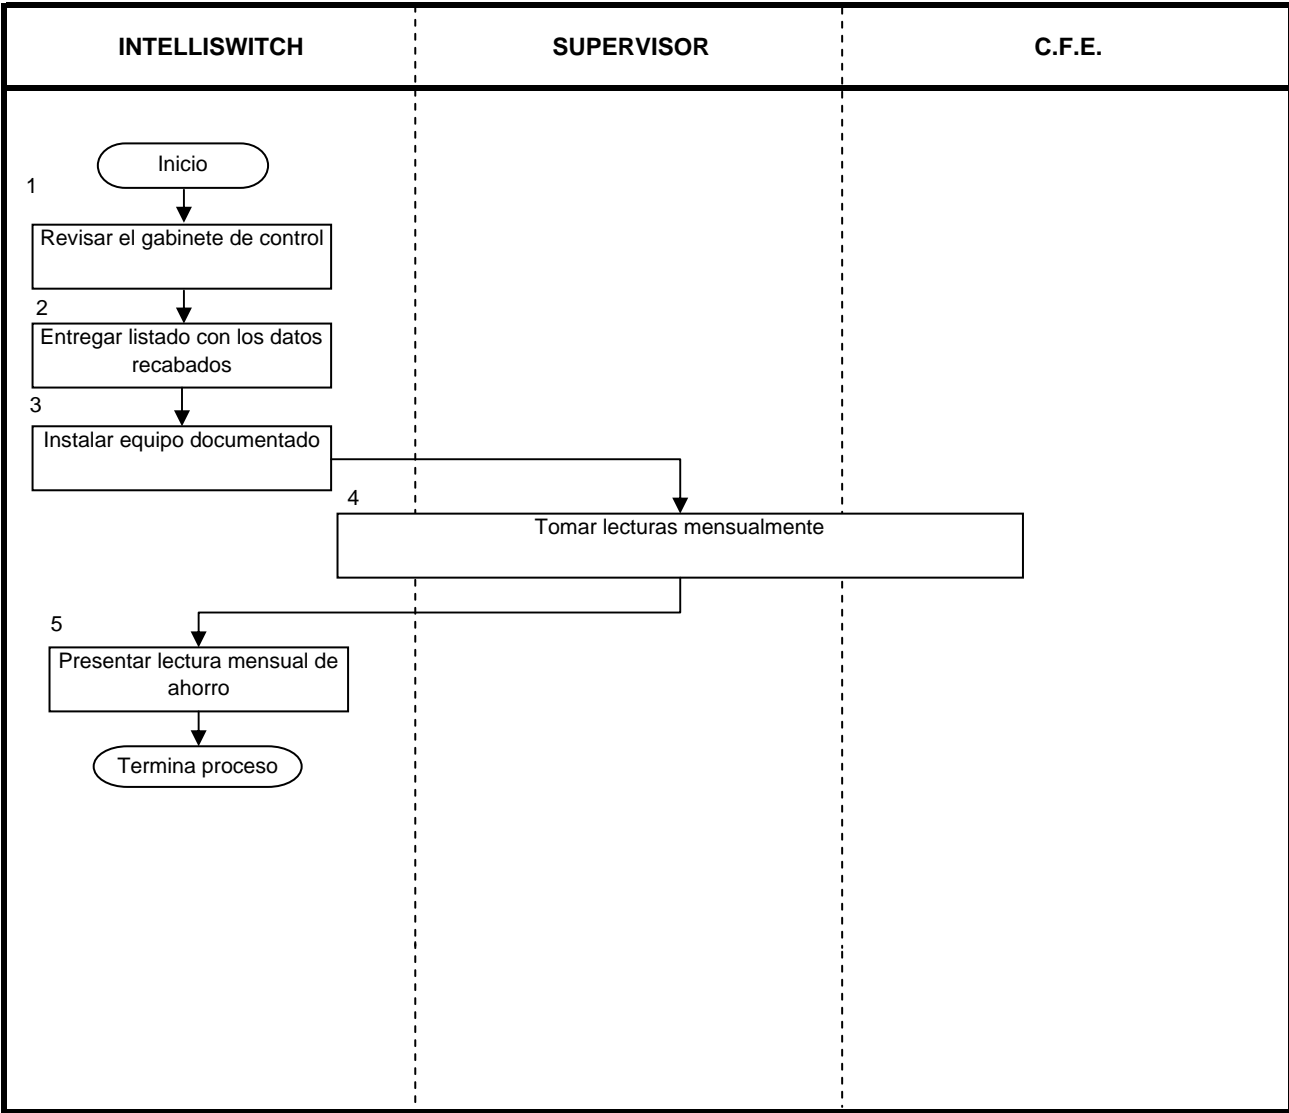 INTELLISWITCH
SUPERVISOR
C.F.E.
Inicio
1
Revisar el gabinete de control
2
Entregar listado con los datos
recabados
3
Instalar equipo documentado
4
Tomar lecturas mensualmente
5
Presentar lectura mensual de
ahorro
Termina proceso